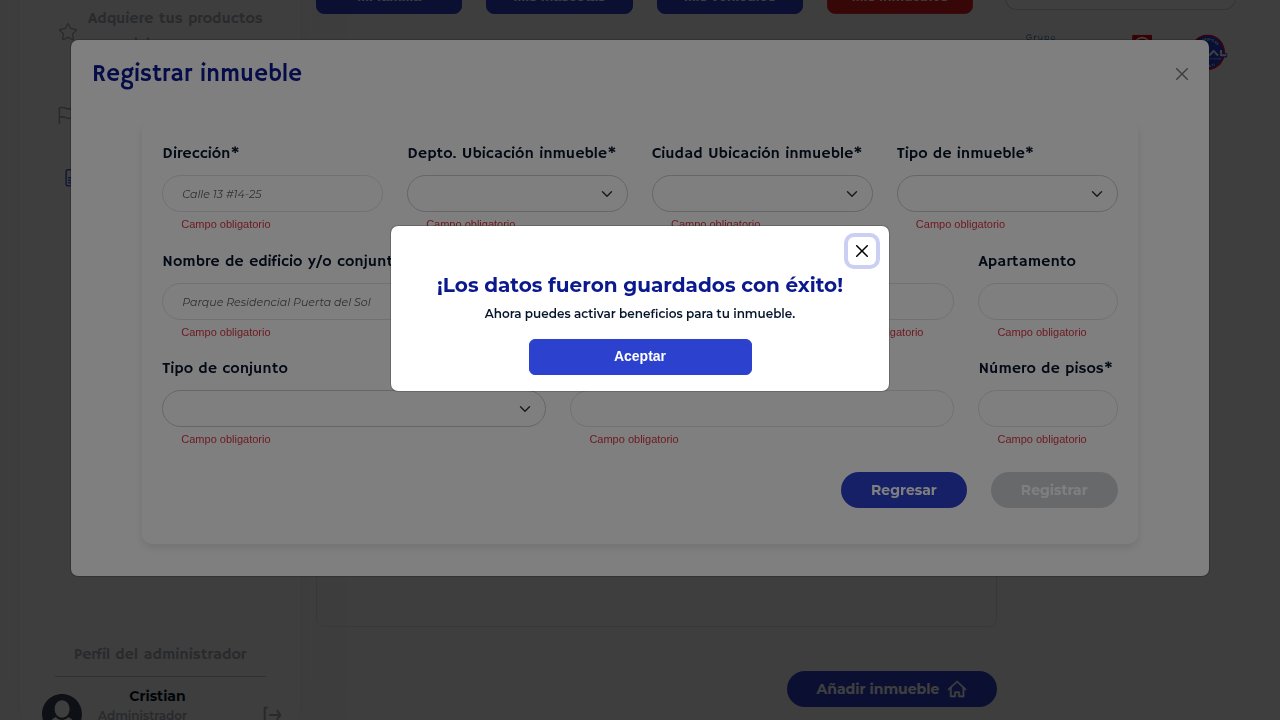 Adquiere tus productos
Grupo
Registrar inmueble
Dirección*
Depto. Ubicación inmueble*
Ciudad Ubicación inmueble*
Tipo de inmueble*
Calle 13 #14-25
Campo obligatorio
Campo obligatorio
Campo obligatorio
Campo obligatorio
Nombre de edificio y/o conjunt
Apartamento
Parque Residencial Puerta del Sol
Campo obligatorio
gatorio
Campo obligatorio
¡Los datos fueron guardados con éxito!
Ahora puedes activar beneficios para tu inmueble.
Aceptar
Tipo de conjunto
Número de pisos*
Campo obligatorio
Campo obligatorio
Campo obligatorio
Regresar
Registrar
Perfil del administrador
Cristian
Administrador
Añadir inmueble